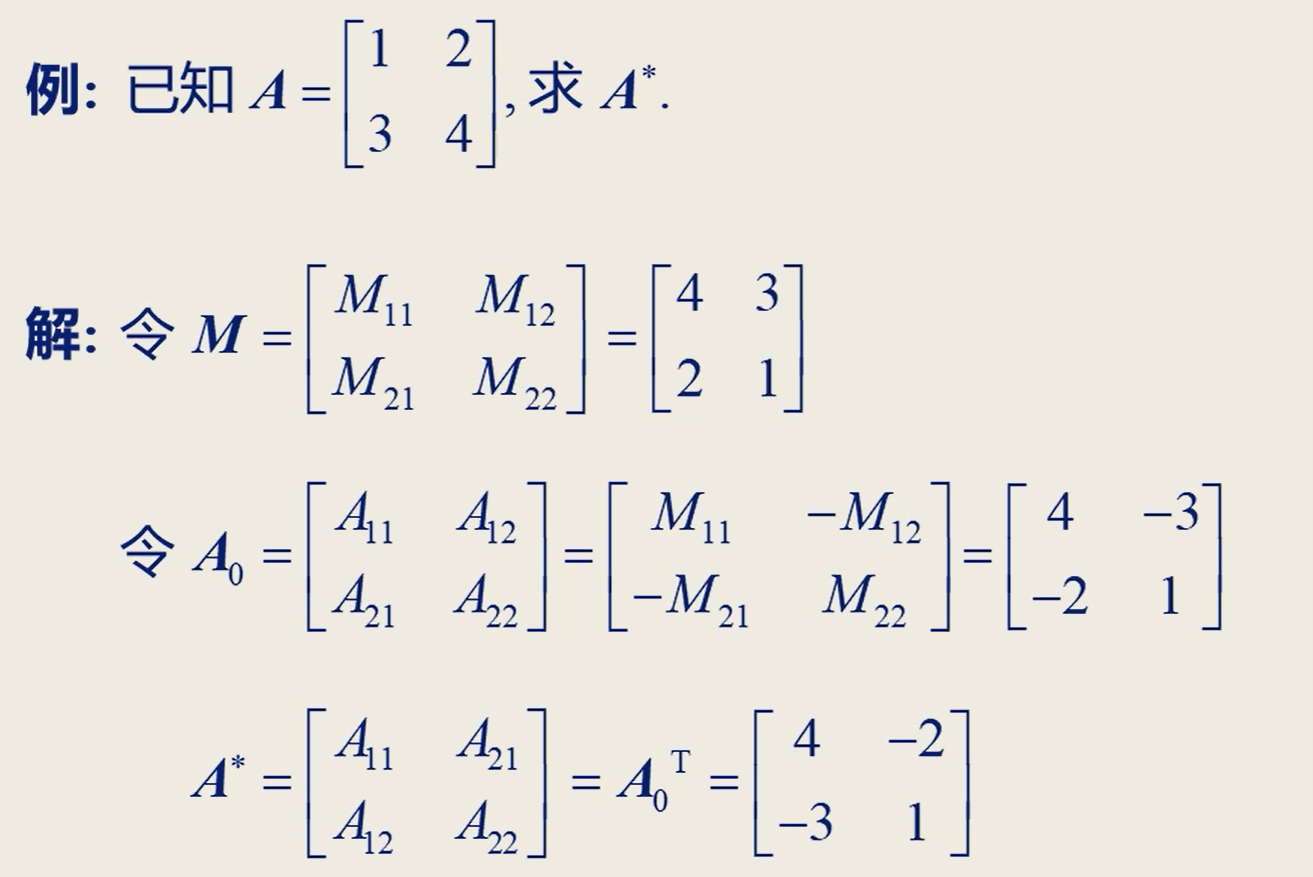 例: 已知 A = [1 2; 3 4], 求 A*.
解: 令 M = [M₁₁ M₁₂; M₂₁ M₂₂] = [4 3; 2 1]
令 A₀ = [A₁₁ A₁₂; A₂₁ A₂₂] = [M₁₁ −M₁₂; −M₂₁ M₂₂] = [4 −3; −2 1]
A* = [A₁₁ A₂₁; A₁₂ A₂₂] = A₀ᵀ = [4 −2; −3 1]